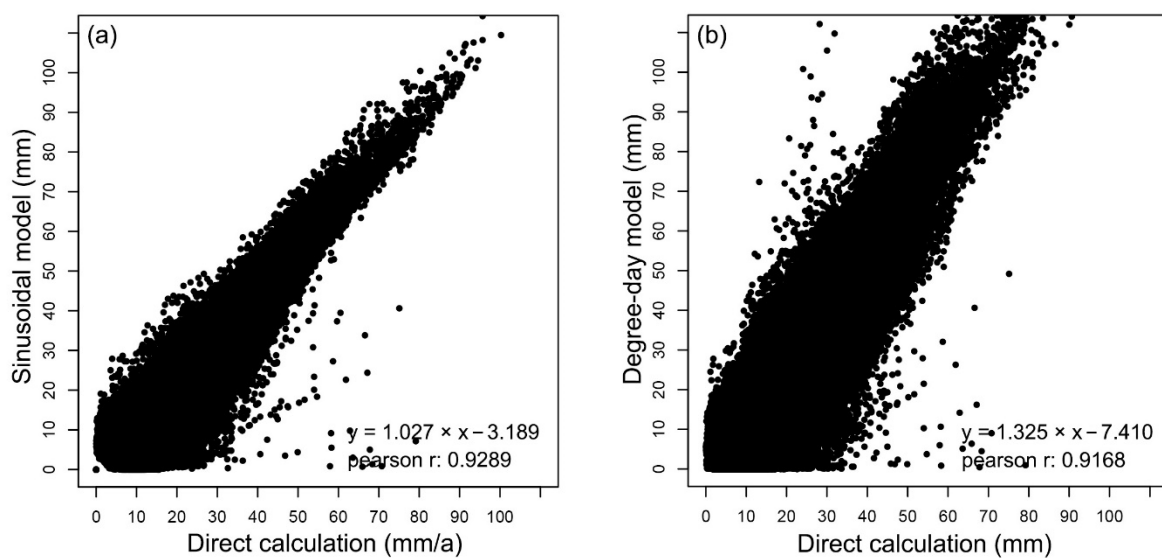 (a)
Sinusoidal model (mm)
0 10 20 30 40 50 60 70 80 90 100
y = 1.027 × x – 3.189
pearson r: 0.9289
0 10 20 30 40 50 60 70 80 90 100
Direct calculation (mm/a)
(b)
Degree-day model (mm)
0 10 20 30 40 50 60 70 80 90 100
y = 1.325 × x – 7.410
pearson r: 0.9168
0 10 20 30 40 50 60 70 80 90 100
Direct calculation (mm)